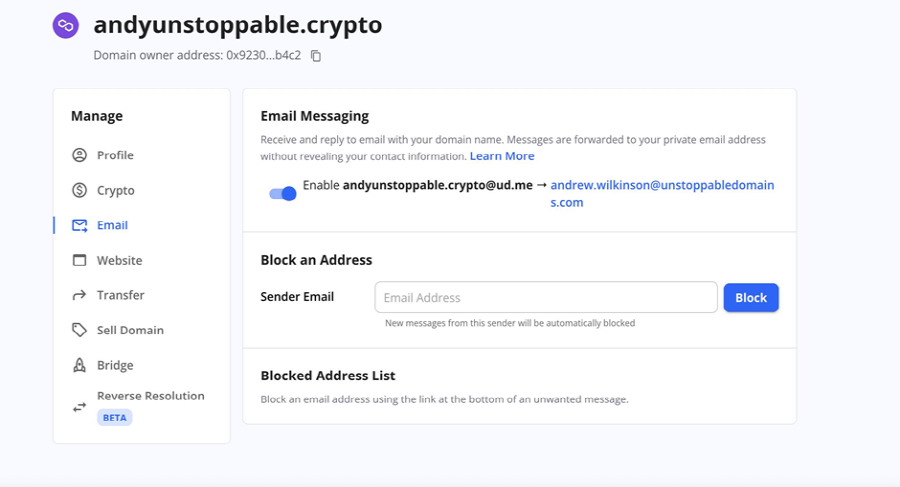 andyunstoppable.crypto
Domain owner address: 0x9230...b4c2
Manage
Profile
Crypto
Email
Website
Transfer
Sell Domain
Bridge
Reverse Resolution
BETA
Email Messaging
Receive and reply to email with your domain name. Messages are forwarded to your private email address
without revealing your contact information. Learn More
Enable andyunstoppable.crypto@ud.me → andrew.wilkinson@unstoppabledomain
s.com
Block an Address
Sender Email
Email Address
Block
New messages from this sender will be automatically blocked
Blocked Address List
Block an email address using the link at the bottom of an unwanted message.